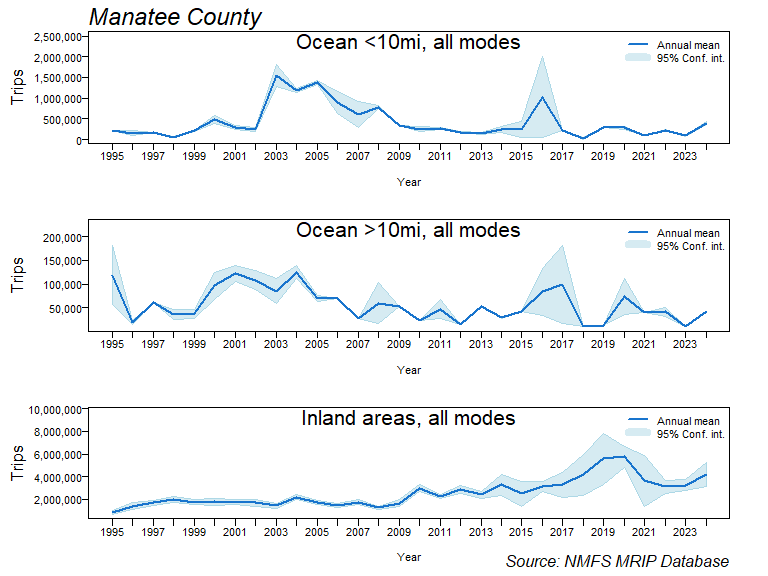 Manatee County
Ocean <10mi, all modes
Annual mean
95% Conf. int.
Trips
2,500,000
2,000,000
1,500,000
1,000,000
500,000
0
1995 1997 1999 2001 2003 2005 2007 2009 2011 2013 2015 2017 2019 2021 2023
Year
Ocean >10mi, all modes
Annual mean
95% Conf. int.
Trips
200,000
150,000
100,000
50,000
1995 1997 1999 2001 2003 2005 2007 2009 2011 2013 2015 2017 2019 2021 2023
Year
Inland areas, all modes
Annual mean
95% Conf. int.
Trips
10,000,000
8,000,000
6,000,000
4,000,000
2,000,000
1995 1997 1999 2001 2003 2005 2007 2009 2011 2013 2015 2017 2019 2021 2023
Year
Source: NMFS MRIP Database